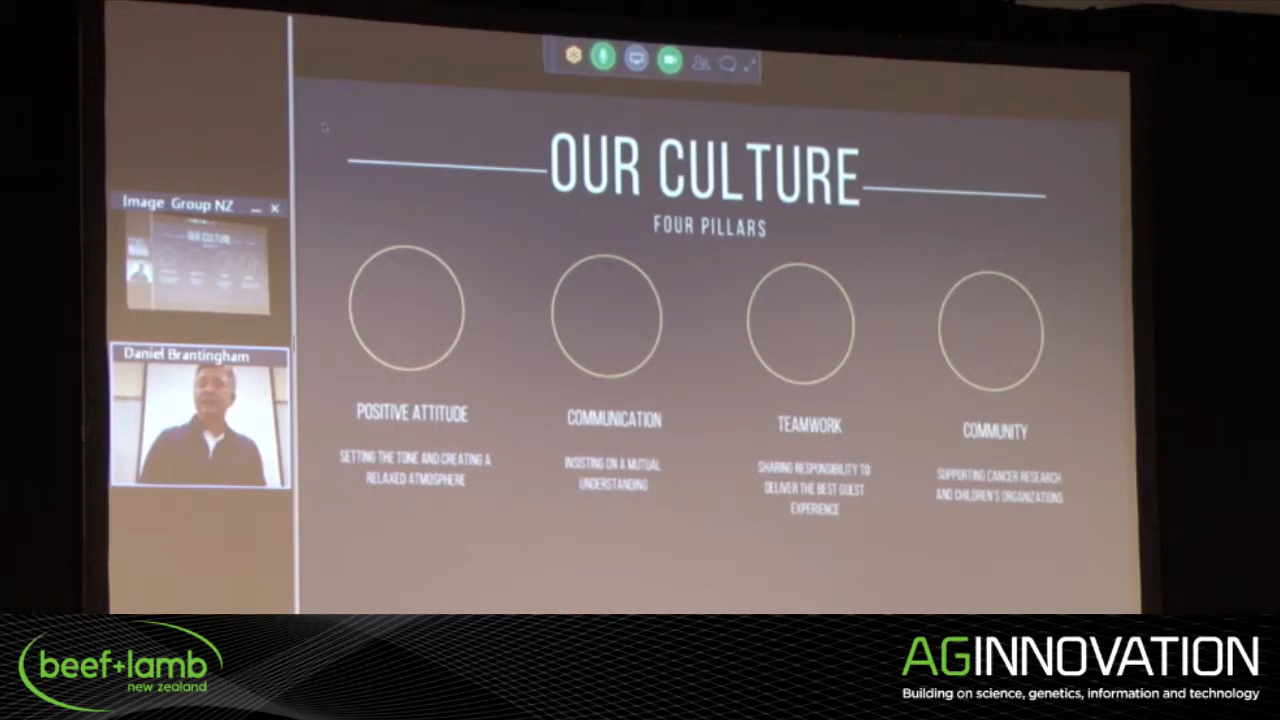 OUR CULTURE
FOUR PILLARS
Image Group NZ
OUR CULTURE
Daniel Brantingham
POSITIVE ATTITUDE
SETTING THE TONE AND CREATING A
RELAXED ATMOSPHERE
COMMUNICATION
INSISTING ON A MUTUAL
UNDERSTANDING
TEAMWORK
SHARING RESPONSIBILITY TO
DELIVER THE BEST GUEST
EXPERIENCE
COMMUNITY
SUPPORTING CANCER RESEARCH
AND CHILDREN'S ORGANIZATIONS
beef+lamb
new zealand
AGINNOVATION
Building on science, genetics, information and technology